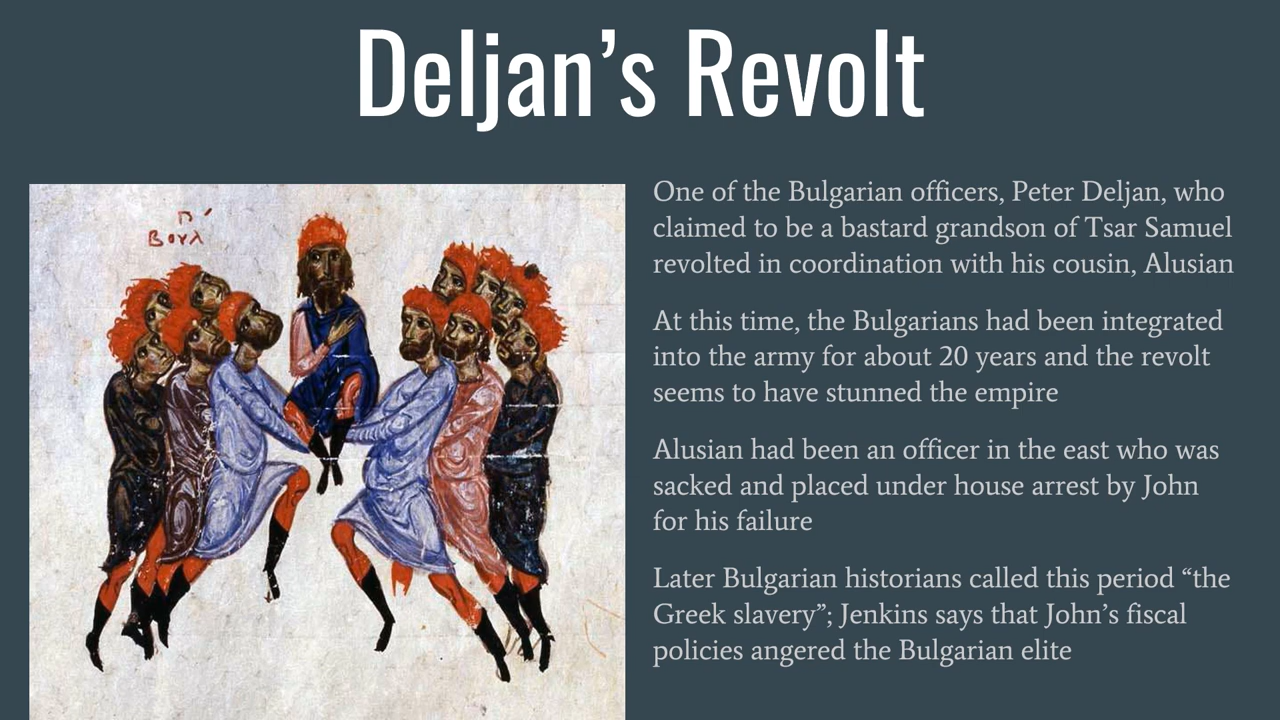 Deljan’s Revolt
Βουλ
One of the Bulgarian officers, Peter Deljan, who
claimed to be a bastard grandson of Tsar Samuel
revolted in coordination with his cousin, Alusian
At this time, the Bulgarians had been integrated
into the army for about 20 years and the revolt
seems to have stunned the empire
Alusian had been an officer in the east who was
sacked and placed under house arrest by John
for his failure
Later Bulgarian historians called this period “the
Greek slavery”; Jenkins says that John’s fiscal
policies angered the Bulgarian elite